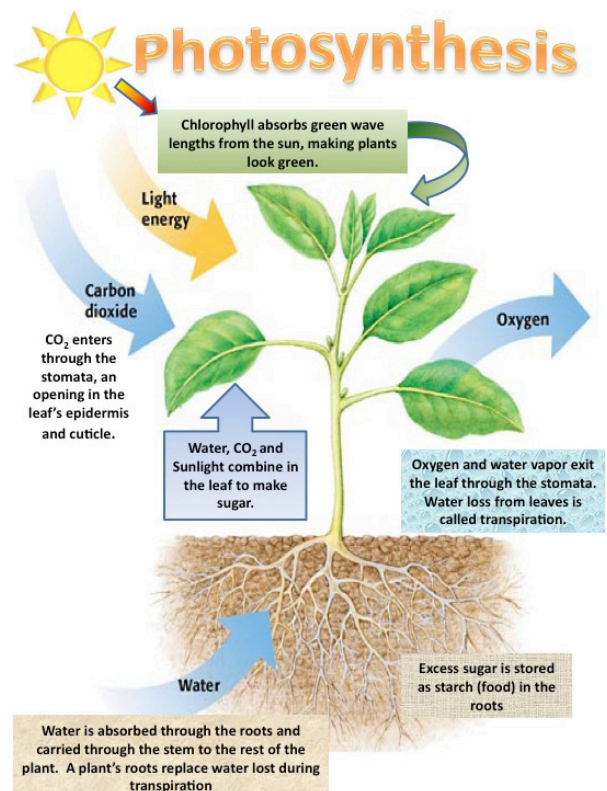 Photosynthesis
Chlorophyll absorbs green wave
lengths from the sun, making plants
look green.
Light
energy
Carbon
dioxide
CO₂ enters
through the
stomata, an
opening in the
leaf's epidermis
and cuticle.
Oxygen
Water, CO₂ and
Sunlight combine in
the leaf to make
sugar.
Oxygen and water vapor exit
the leaf through the stomata.
Water loss from leaves is
called transpiration.
Water
Excess sugar is stored
as starch (food) in the
roots
Water is absorbed through the roots and
carried through the stem to the rest of the
plant. A plant's roots replace water lost during
transpiration